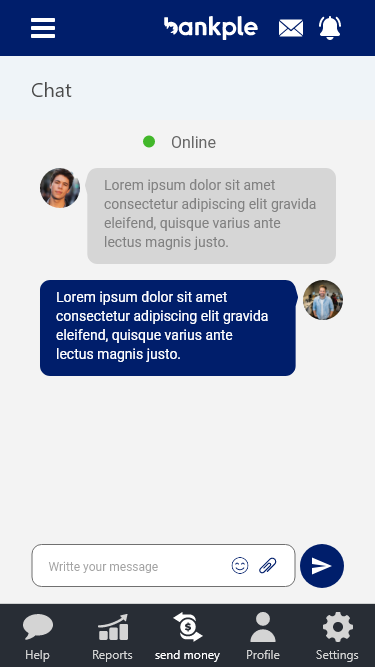 bankple
Chat
Online
Lorem ipsum dolor sit amet
consectetur adipiscing elit gravida
eleifend, quisque varius ante
lectus magnis justo.
Lorem ipsum dolor sit amet
consectetur adipiscing elit gravida
eleifend, quisque varius ante
lectus magnis justo.
Writte your message
$
Help Reports send money Profile Settings